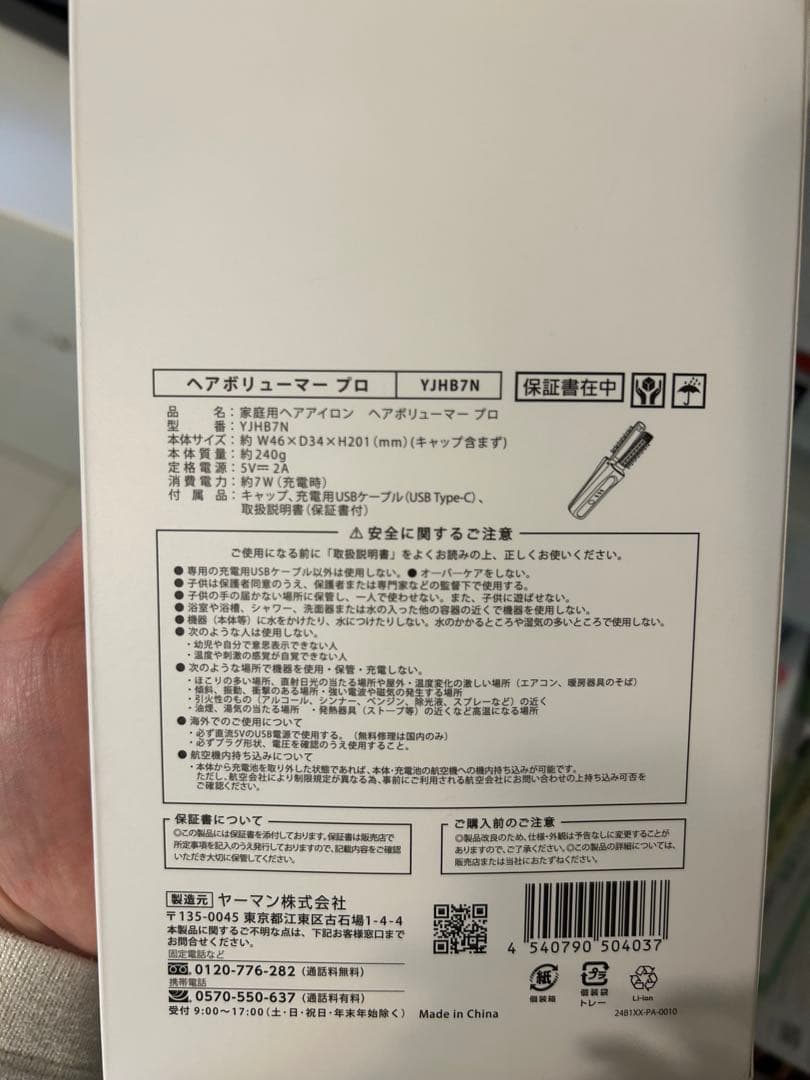 ヘアボリューマー プロ YJHB7N 保証書在中
品 名：家庭用ヘアアイロン ヘアボリューマー プロ
型 番：YJHB7N
本体サイズ：約 W46×D34×H201（mm）(キャップ含まず)
本体質量：約240g
定格電源：5V⎓2A
消費電力：約7W（充電時）
付属品：キャップ、充電用USBケーブル（USB Type-C）、
取扱説明書（保証書付）
⚠安全に関するご注意
ご使用になる前に「取扱説明書」をよくお読みの上、正しくお使いください。
●専用の充電用USBケーブル以外は使用しない。●オーバーケアをしない。
●子供は保護者同意のうえ、保護者または専門家などの監督下で使用する。
●子供の手の届かない場所に保管し、一人で使わせない。また、子供に遊ばせない。
●浴室や浴槽、シャワー、洗面器または水の入った他の容器の近くで機器を使用しない。
●機器（本体等）に水をかけたり、水につけたりしない。水のかかるところや湿気の多いところで使用しない。
●次のような人は使用しない。
・幼児や自分で意思表示できない人
・温度や刺激の感覚が自覚できない人
●次のような場所で機器を使用・保管・充電しない。
・ほこりの多い場所、直射日光の当たる場所や屋外・温度変化の激しい場所（エアコン、暖房器具のそば）
・傾斜、振動、衝撃のある場所・強い電波や磁気の発生する場所
・引火性のもの（アルコール、シンナー、ベンジン、除光液、スプレーなど）の近く
・油煙、湯気の当たる場所 ・発熱器具（ストーブ等）の近くなど高温になる場所
●海外でのご使用について
・必ず直流5VのUSB電源で使用する。（無料修理は国内のみ）
・必ずプラグ形状、電圧を確認のうえ使用すること。
●航空機内持ち込みについて
・本体から充電池を取り外した状態であれば、本体・充電池の航空機への機内持ち込みが可能です。
ただし、航空会社により制限規定が異なる為、事前にご利用される航空会社にお問い合わせの上持ち込み可否を
ご確認ください。
保証書について
◎この製品には保証書を添付しております。保証書は販売店で
所定事項を記入のうえ発行しておりますので、記載内容をご確認
いただき大切に保管してください。
ご購入前のご注意
◎製品改良のため、仕様・外観は予告なしに変更することが
ありますので、ご了承ください。◎この製品の詳細については、
販売店または当社におたずねください。
製造元 ヤーマン株式会社
〒135-0045 東京都江東区古石場1-4-4
本製品に関するご不明な点は、下記お客様窓口まで
お問合せください。
固定電話など
0120-776-282（通話料無料）
携帯電話
0570-550-637（通話料有料）
受付 9:00〜17:00（土・日・祝日・年末年始除く）
Made in China
4 540790 504037
紙
個装箱
プラ
個装袋
トレー
Li-ion
24B1XX-PA-0010